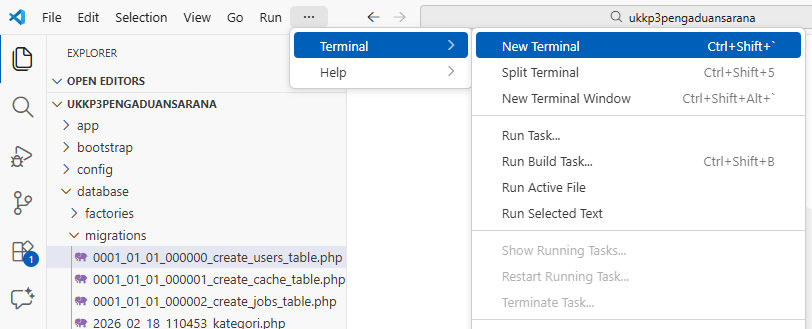 File Edit Selection View Go Run ··· ukkp3pengaduansarana
EXPLORER
OPEN EDITORS
UKKP3PENGADUANSARANA
app
bootstrap
config
database
factories
migrations
0001_01_01_000000_create_users_table.php
0001_01_01_000001_create_cache_table.php
0001_01_01_000002_create_jobs_table.php
2026_02_18_110453_kategori.php
1
Terminal
Help
New Terminal Ctrl+Shift+`
Split Terminal Ctrl+Shift+5
New Terminal Window Ctrl+Shift+Alt+`
Run Task...
Run Build Task... Ctrl+Shift+B
Run Active File
Run Selected Text
Show Running Tasks...
Restart Running Task...
Terminate Task...